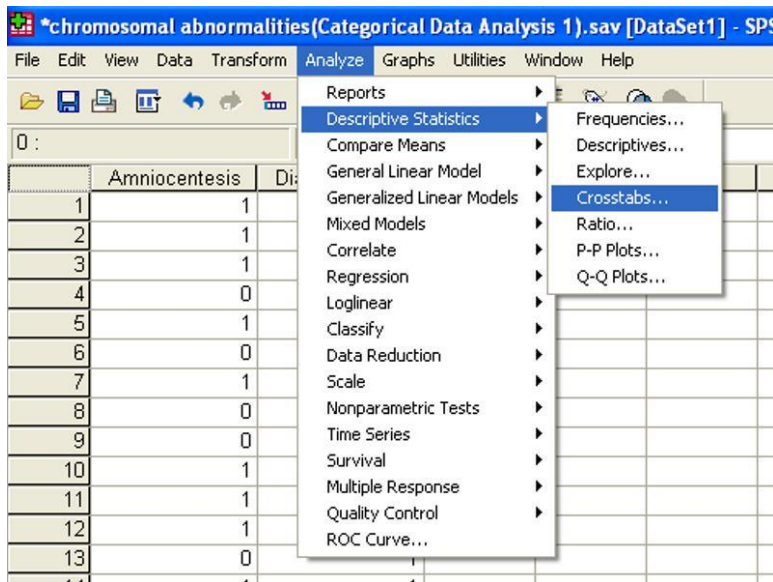 *chromosomal abnormalities(Categorical Data Analysis 1).sav [DataSet1] - SPS
File Edit View Data Transform Analyze Graphs Utilities Window Help
0 :
Amniocentesis Di
1 1
2 1
3 1
4 0
5 1
6 0
7 1
8 0
9 0
10 1
11 1
12 1
13 0 1
Reports
Descriptive Statistics
Compare Means
General Linear Model
Generalized Linear Models
Mixed Models
Correlate
Regression
Loglinear
Classify
Data Reduction
Scale
Nonparametric Tests
Time Series
Survival
Multiple Response
Quality Control
ROC Curve...
Frequencies...
Descriptives...
Explore...
Crosstabs...
Ratio...
P-P Plots...
Q-Q Plots...